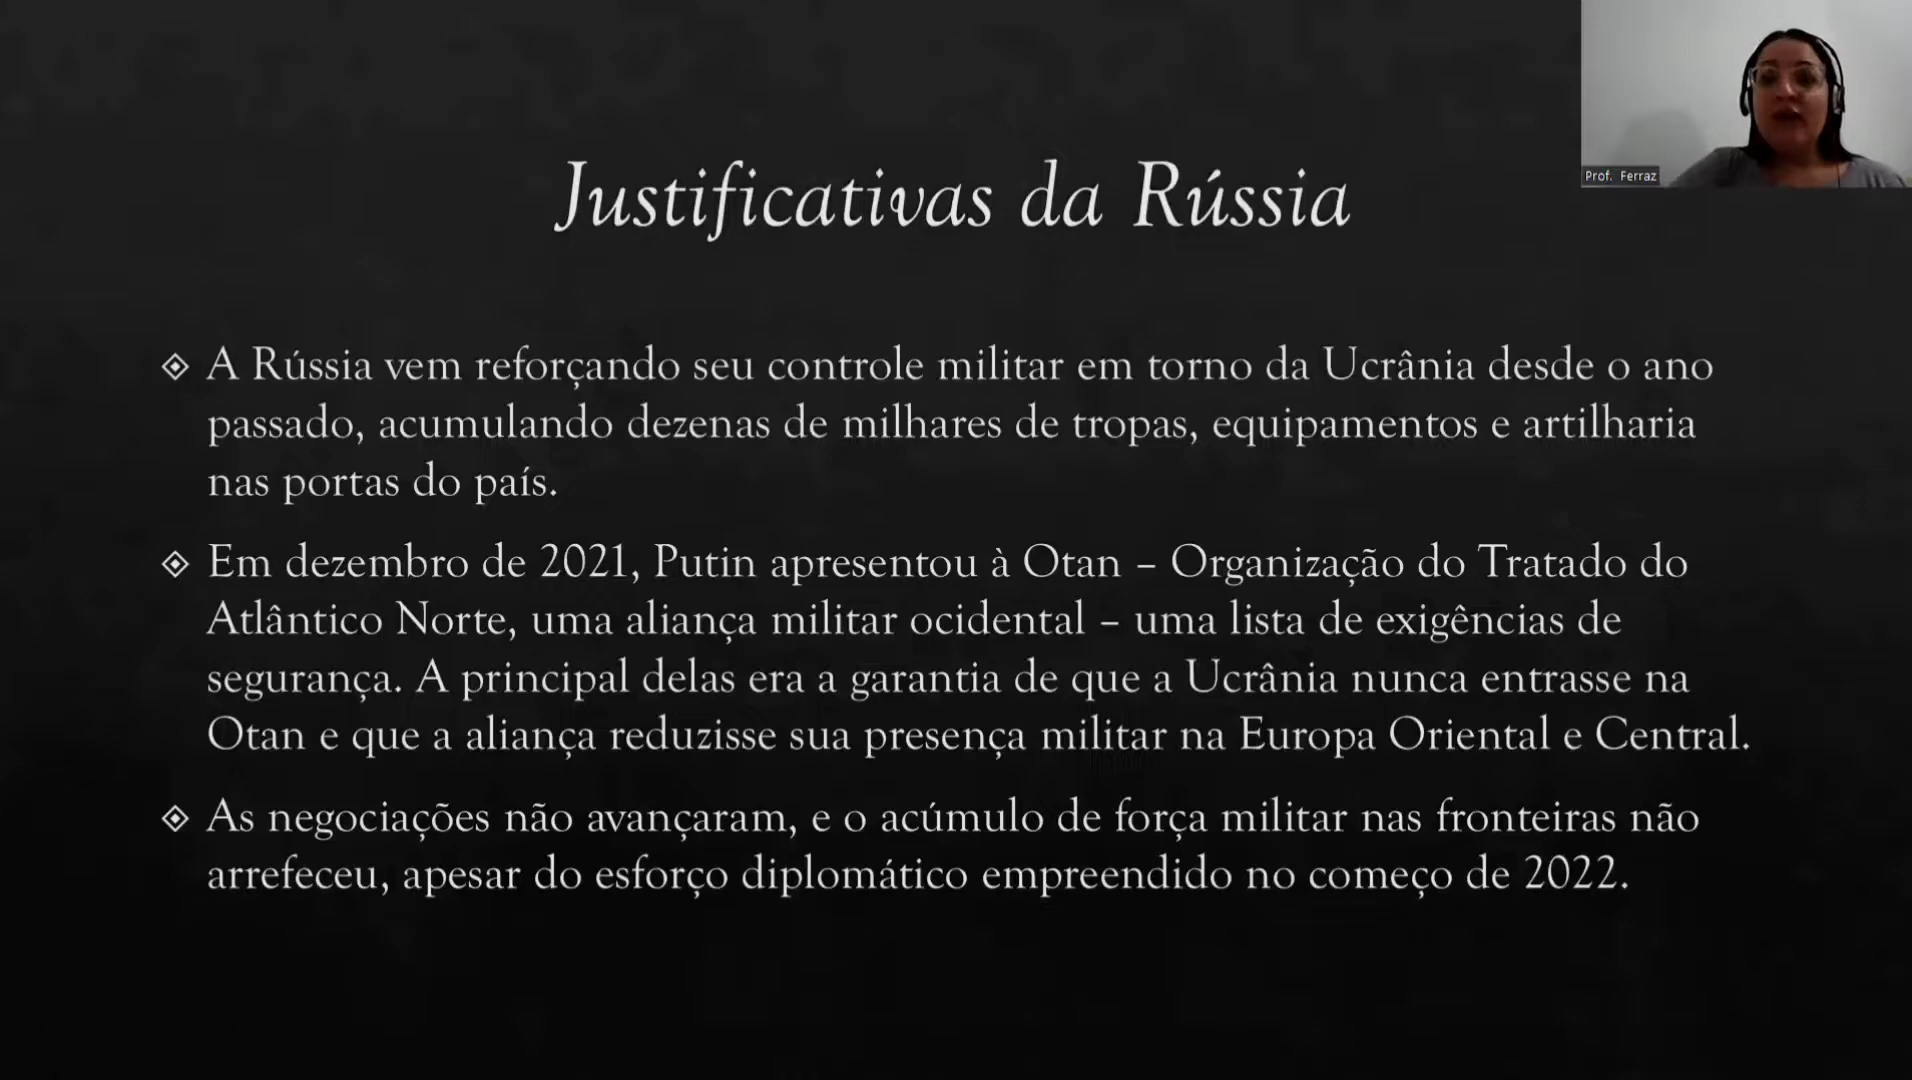 Prof. Ferraz
Justificativas da Rússia
A Rússia vem reforçando seu controle militar em torno da Ucrânia desde o ano
passado, acumulando dezenas de milhares de tropas, equipamentos e artilharia
nas portas do país.
Em dezembro de 2021, Putin apresentou à Otan – Organização do Tratado do
Atlântico Norte, uma aliança militar ocidental – uma lista de exigências de
segurança. A principal delas era a garantia de que a Ucrânia nunca entrasse na
Otan e que a aliança reduzisse sua presença militar na Europa Oriental e Central.
As negociações não avançaram, e o acúmulo de força militar nas fronteiras não
arrefeceu, apesar do esforço diplomático empreendido no começo de 2022.